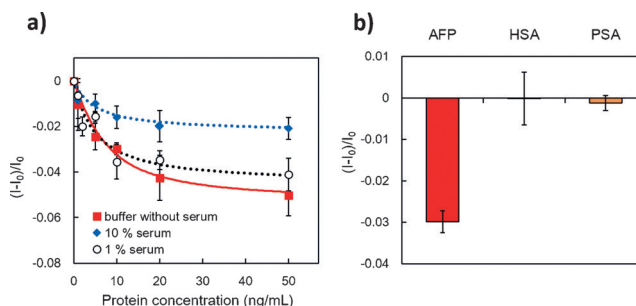 a)
0
-0.02
-0.04
-0.06
-0.08
(I-I₀)/I₀
buffer without serum
10 % serum
1 % serum
0 10 20 30 40 50 60
Protein concentration (ng/mL)
b)
AFP HSA PSA
0.01
0
-0.01
-0.02
-0.03
-0.04
(I-I₀)/I₀